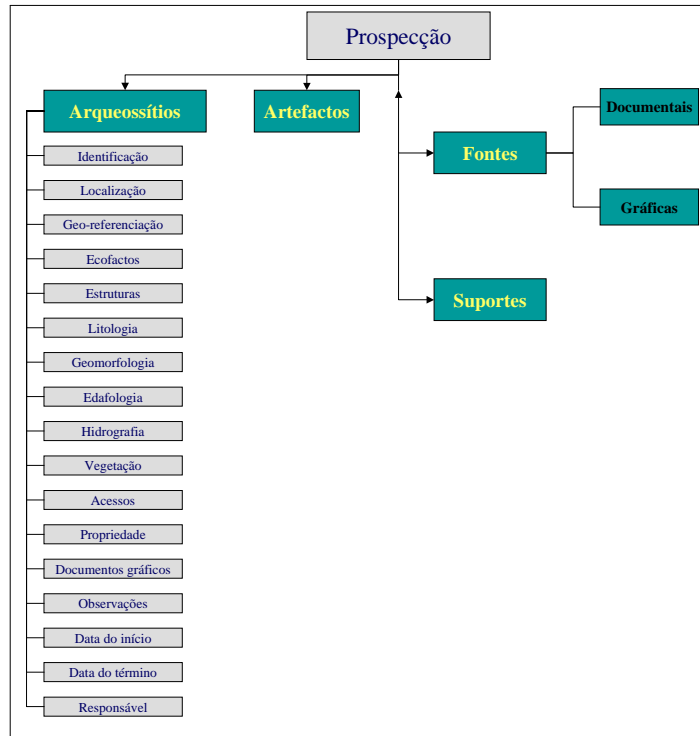 Prospecção
Arqueossítios
Artefactos
Fontes
Documentais
Gráficas
Suportes
Identificação
Localização
Geo-referenciação
Ecofactos
Estruturas
Litologia
Geomorfologia
Edafologia
Hidrografia
Vegetação
Acessos
Propriedade
Documentos gráficos
Observações
Data do início
Data do término
Responsável